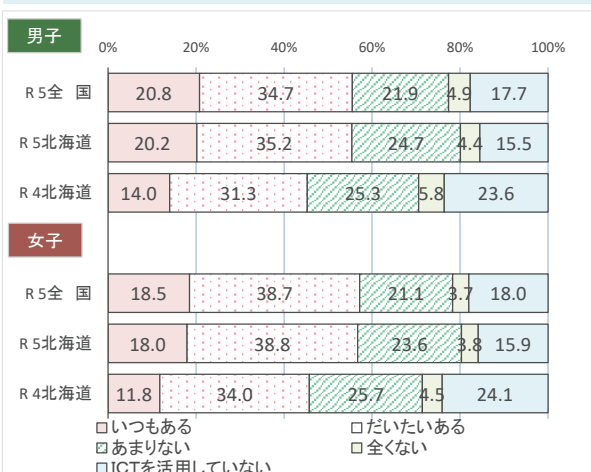 男子
0% 20% 40% 60% 80% 100%
R 5全 国 20.8 34.7 21.9 4.9 17.7
R 5北海道 20.2 35.2 24.7 4.4 15.5
R 4北海道 14.0 31.3 25.3 5.8 23.6
女子
R 5全 国 18.5 38.7 21.1 3.7 18.0
R 5北海道 18.0 38.8 23.6 3.8 15.9
R 4北海道 11.8 34.0 25.7 4.5 24.1
いつもある だいたいある
あまりない 全くない
ICTを活用していない